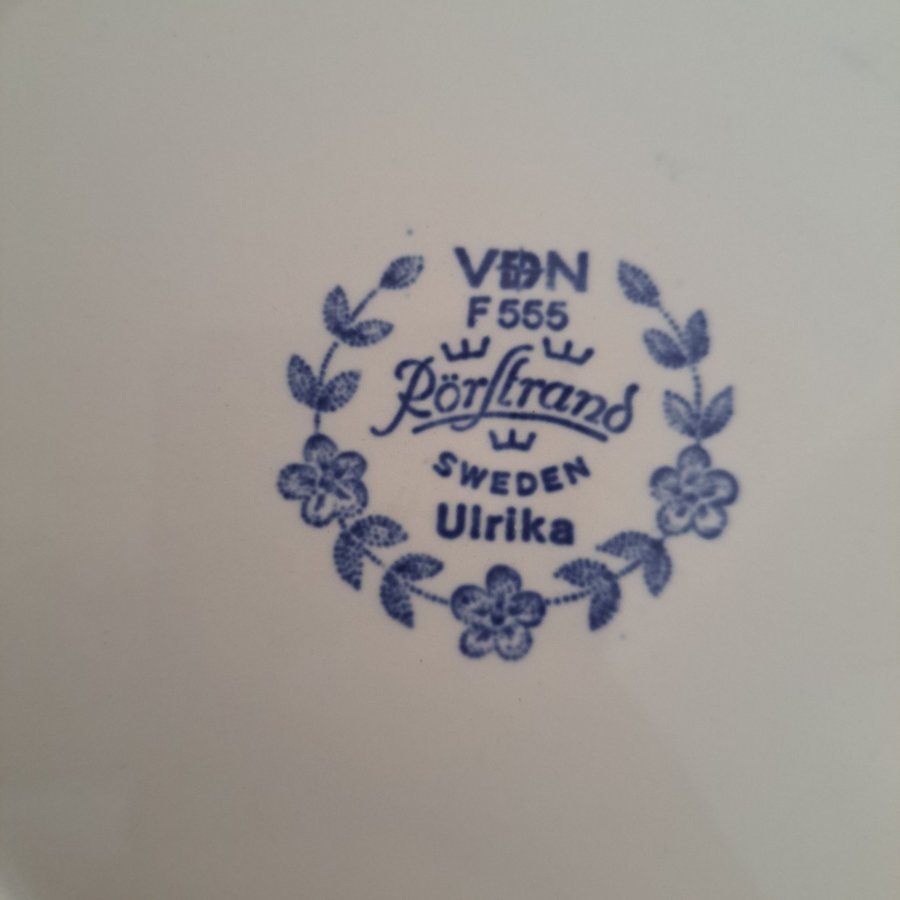 VDN
F 555
Rörstrand
SWEDEN
Ulrika